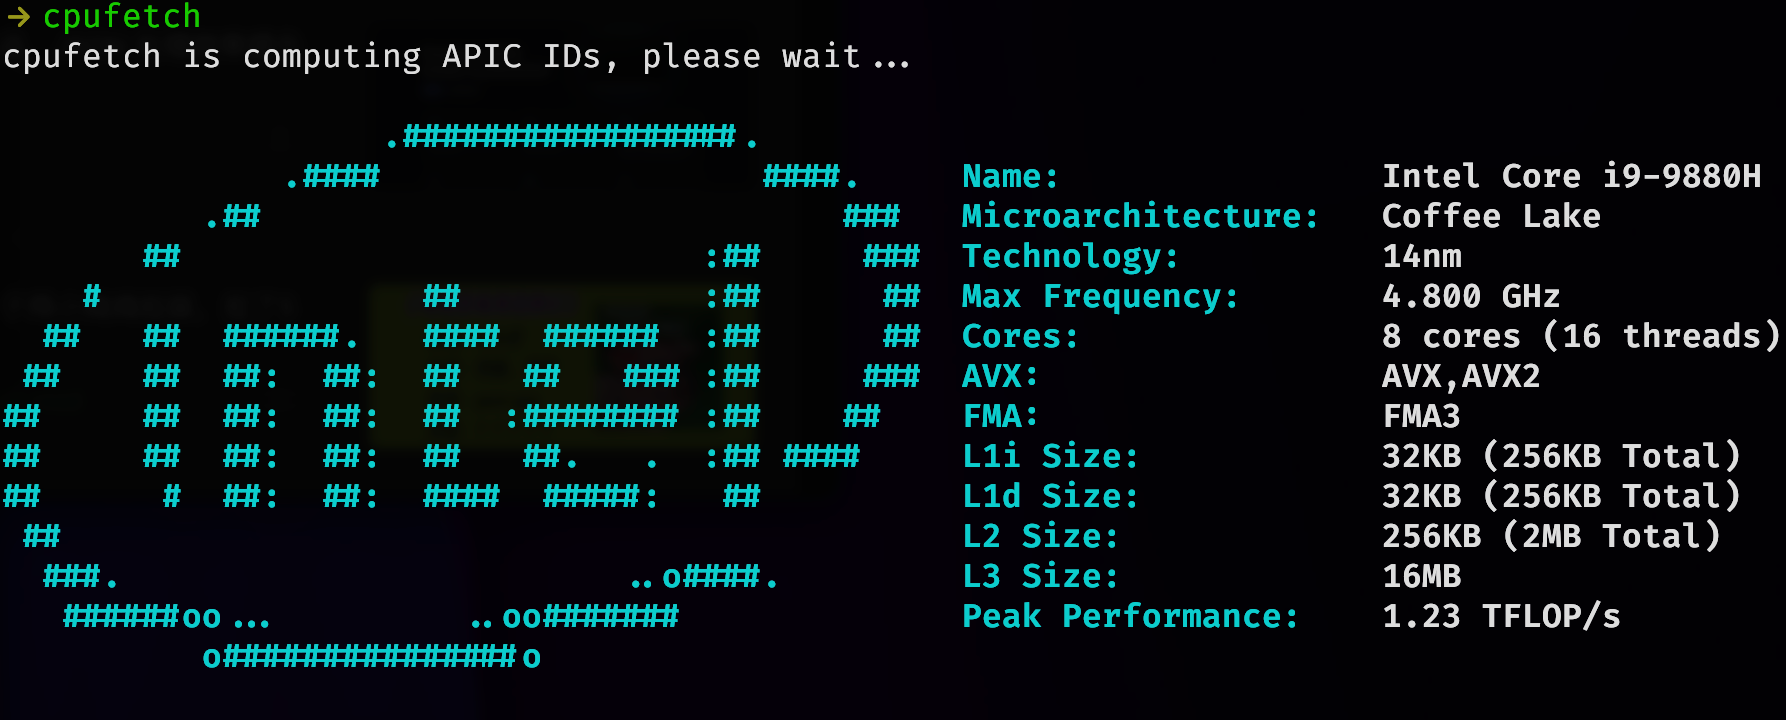 → cpufetch
cpufetch is computing APIC IDs, please wait...
                   .#################.
              .####                   ####.     Name:                Intel Core i9-9880H
          .##                             ###   Microarchitecture:   Coffee Lake
       ##                          :##     ###  Technology:          14nm
    #                ##            :##      ##  Max Frequency:       4.800 GHz
  ##   ##  ######.   ####  ######  :##      ##  Cores:               8 cores (16 threads)
 ##    ##  ##:  ##:  ##   ##   ### :##     ###  AVX:                 AVX,AVX2
##     ##  ##:  ##:  ##  :######## :##    ##    FMA:                 FMA3
##     ##  ##:  ##:  ##   ##.   .  :## ####     L1i Size:            32KB (256KB Total)
##      #  ##:  ##:  ####  #####:   ##          L1d Size:            32KB (256KB Total)
 ##                                             L2 Size:             256KB (2MB Total)
  ###.                         ..o####.         L3 Size:             16MB
   ######oo...         ..oo#######              Peak Performance:    1.23 TFLOP/s
          o###############o